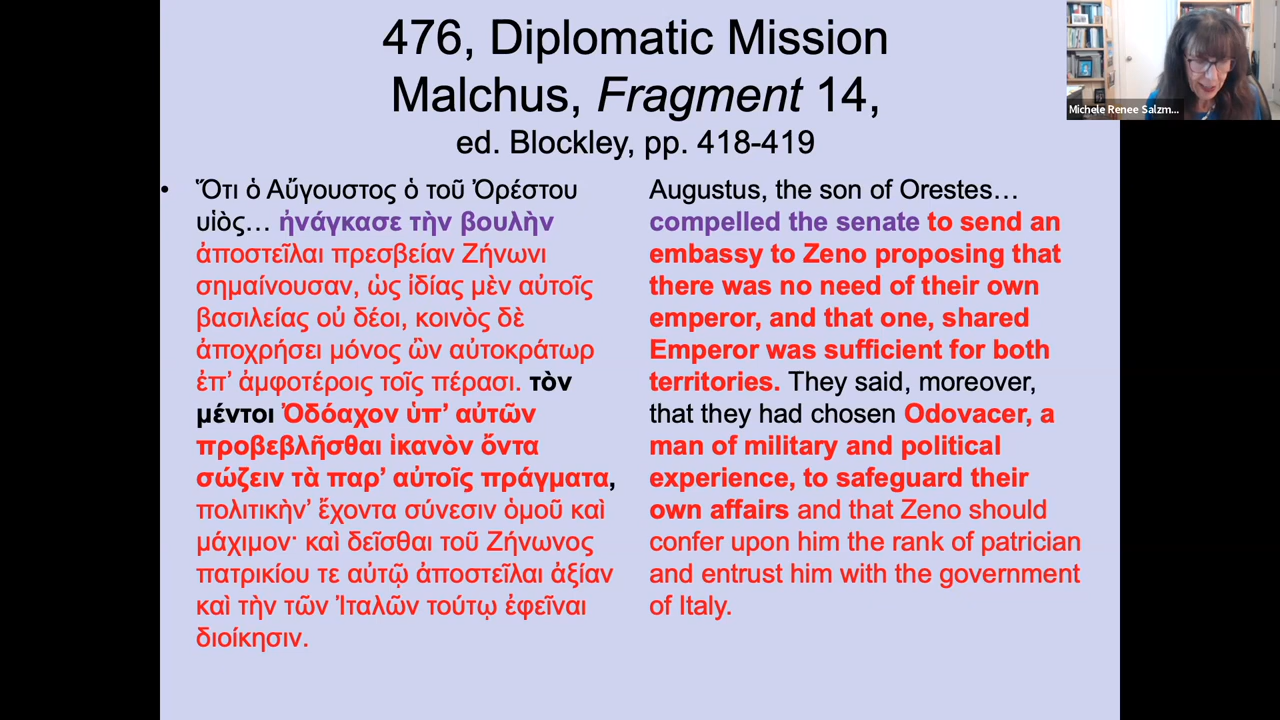 476, Diplomatic Mission
Malchus, Fragment 14,
ed. Blockley, pp. 418-419
• Ὅτι ὁ Αὔγουστος ὁ τοῦ Ὀρέστου
υἱὸς… ἠνάγκασε τὴν βουλὴν
ἀποστεῖλαι πρεσβείαν Ζήνωνι
σημαίνουσαν, ὡς ἰδίας μὲν αὐτοῖς
βασιλείας οὐ δέοι, κοινὸς δὲ
ἀποχρήσει μόνος ὢν αὐτοκράτωρ
ἐπ’ ἀμφοτέροις τοῖς πέρασι. τὸν
μέντοι Ὀδόαχον ὑπ’ αὐτῶν
προβεβλῆσθαι ἱκανὸν ὄντα
σώζειν τὰ παρ’ αὐτοῖς πράγματα,
πολιτικὴν’ ἔχοντα σύνεσιν ὁμοῦ καὶ
μάχιμον· καὶ δεῖσθαι τοῦ Ζήνωνος
πατρικίου τε αὐτῷ ἀποστεῖλαι ἀξίαν
καὶ τὴν τῶν Ἰταλῶν τούτῳ ἐφεῖναι
διοίκησιν.
Augustus, the son of Orestes…
compelled the senate to send an
embassy to Zeno proposing that
there was no need of their own
emperor, and that one, shared
Emperor was sufficient for both
territories. They said, moreover,
that they had chosen Odovacer, a
man of military and political
experience, to safeguard their
own affairs and that Zeno should
confer upon him the rank of patrician
and entrust him with the government
of Italy.
Michele Renee Salzm...